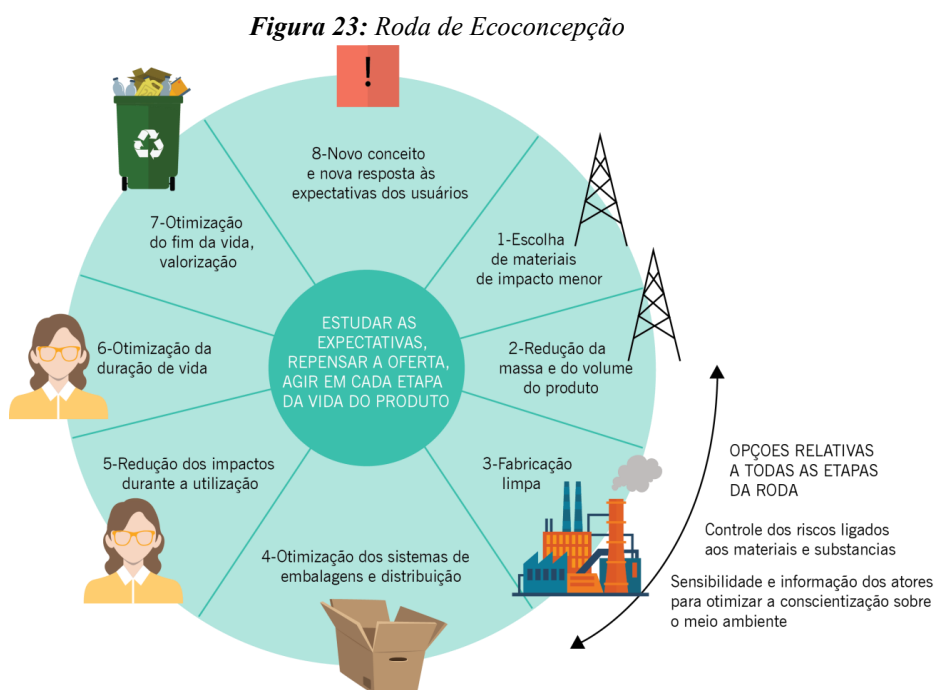 Figura 23: Roda de Ecoconcepção
!
8-Novo conceito
e nova resposta às
expectativas dos usuários
1-Escolha
de materiais
de impacto menor
2-Redução da
massa e do volume
do produto
3-Fabricação
limpa
4-Otimização dos sistemas de
embalagens e distribuição
5-Redução dos impactos
durante a utilização
6-Otimização da
duração de vida
7-Otimização
do fim da vida,
valorização
ESTUDAR AS
EXPECTATIVAS,
REPENSAR A OFERTA,
AGIR EM CADA ETAPA
DA VIDA DO PRODUTO
OPÇOES RELATIVAS
A TODAS AS ETAPAS
DA RODA
Controle dos riscos ligados
aos materiais e substancias
Sensibilidade e informação dos atores
para otimizar a conscientização sobre
o meio ambiente